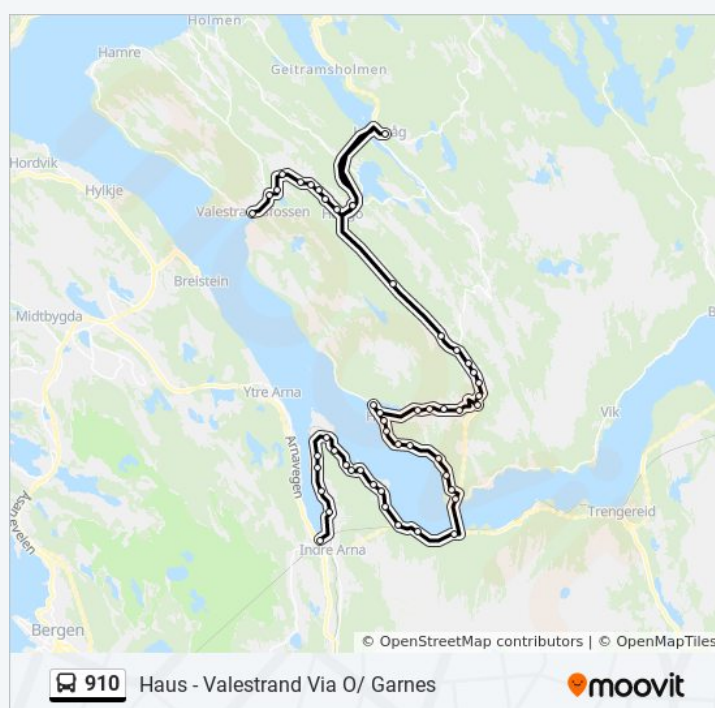 Holmen
Hamre
Geitramsholmen
Hordvik
Hylkje
Breistein
Midtbygda
Ytre Arna
Arnavegen
Vik
Trengereid
Indre Arna
Åsaneveien
Bergen
© OpenStreetMap contributors | © OpenMapTiles
910 Haus - Valestrand Via O/ Garnes
moovit